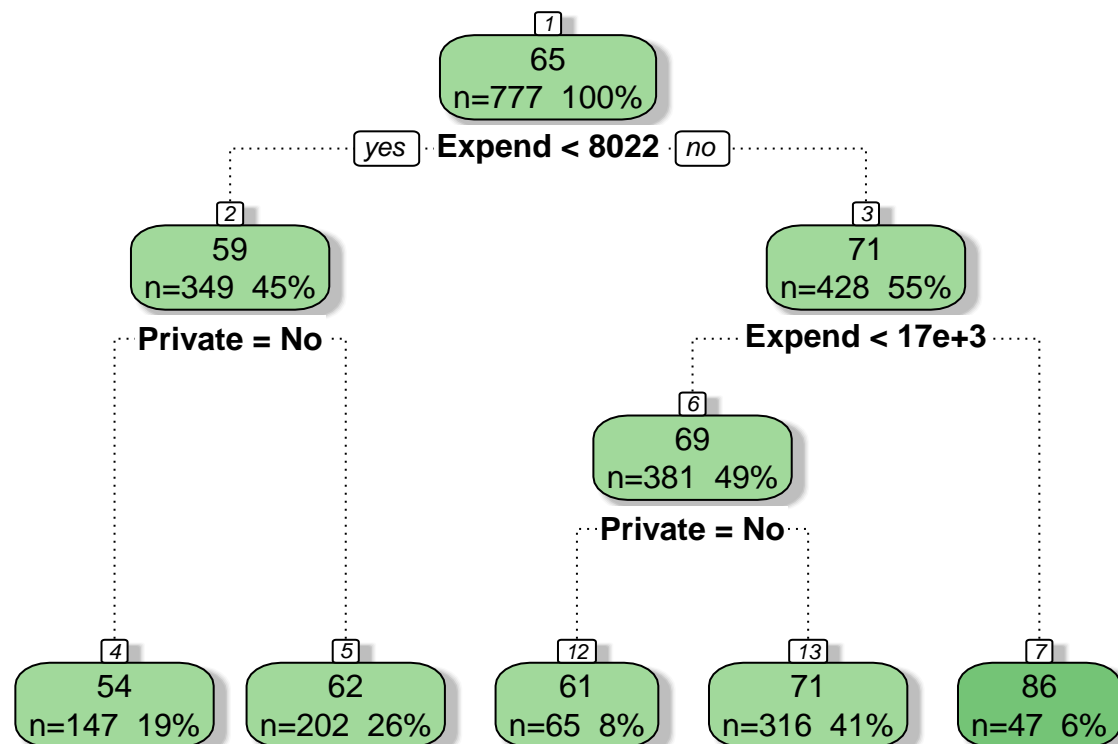 1
65
n=777 100%
yes Expend < 8022 no
2
59
n=349 45%
3
71
n=428 55%
Private = No
Expend < 17e+3
6
69
n=381 49%
Private = No
4
54
n=147 19%
5
62
n=202 26%
12
61
n=65 8%
13
71
n=316 41%
7
86
n=47 6%